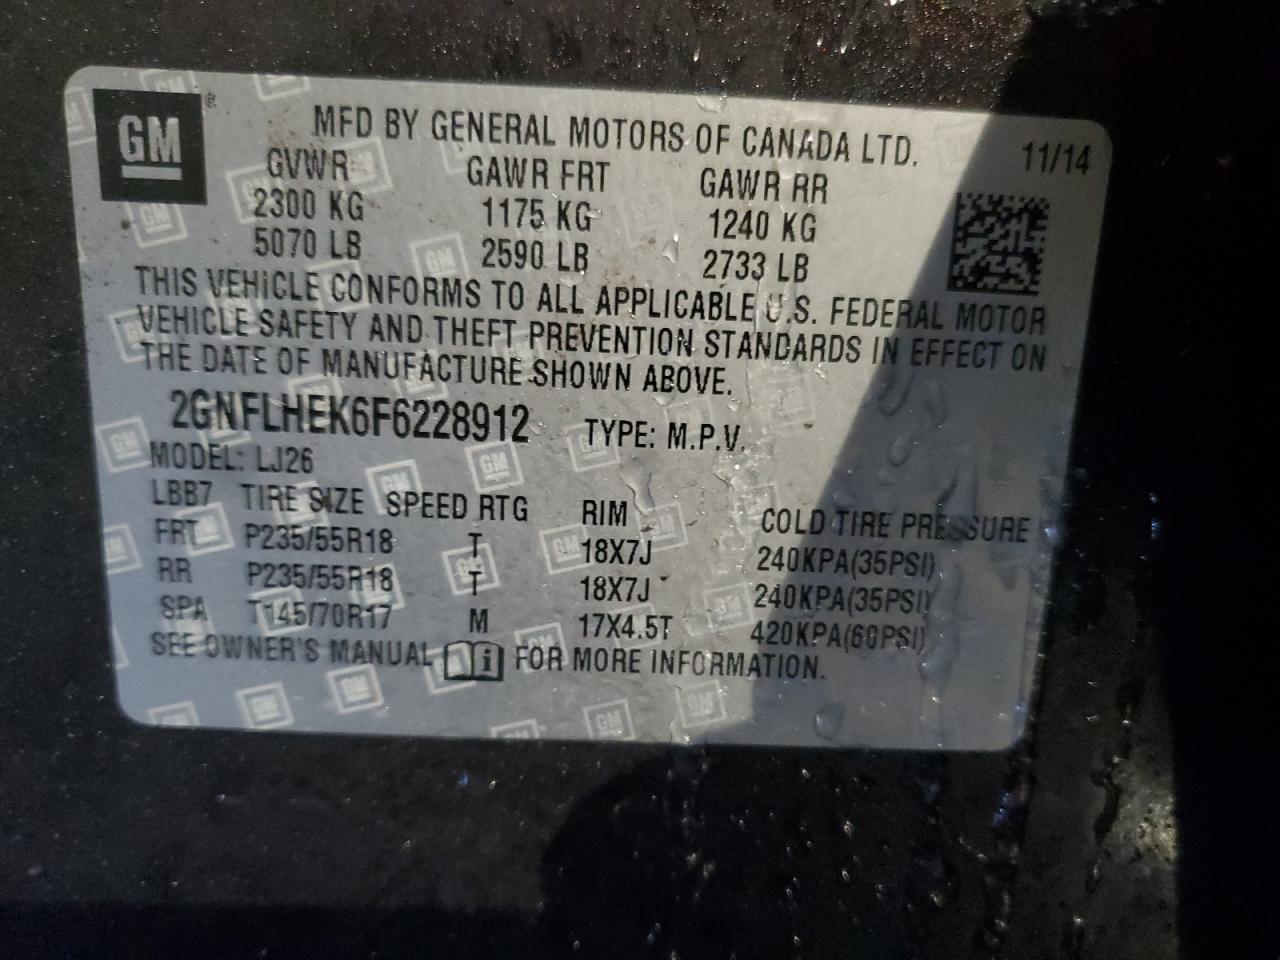 GM ® MFD BY GENERAL MOTORS OF CANADA LTD. 11/14
GVWR GAWR FRT GAWR RR
2300 KG 1175 KG 1240 KG
5070 LB 2590 LB 2733 LB
THIS VEHICLE CONFORMS TO ALL APPLICABLE U.S. FEDERAL MOTOR
VEHICLE SAFETY AND THEFT PREVENTION STANDARDS IN EFFECT ON
THE DATE OF MANUFACTURE SHOWN ABOVE.
2GNFLHEK6F6228912 TYPE: M.P.V.
MODEL: LJ26
LBB7 TIRE SIZE SPEED RTG RIM COLD TIRE PRESSURE
FRT P235/55R18 T 18X7J 240KPA(35PSI)
RR P235/55R18 T 18X7J 240KPA(35PSI)
SPA T145/70R17 M 17X4.5T 420KPA(60PSI)
SEE OWNER'S MANUAL i FOR MORE INFORMATION.